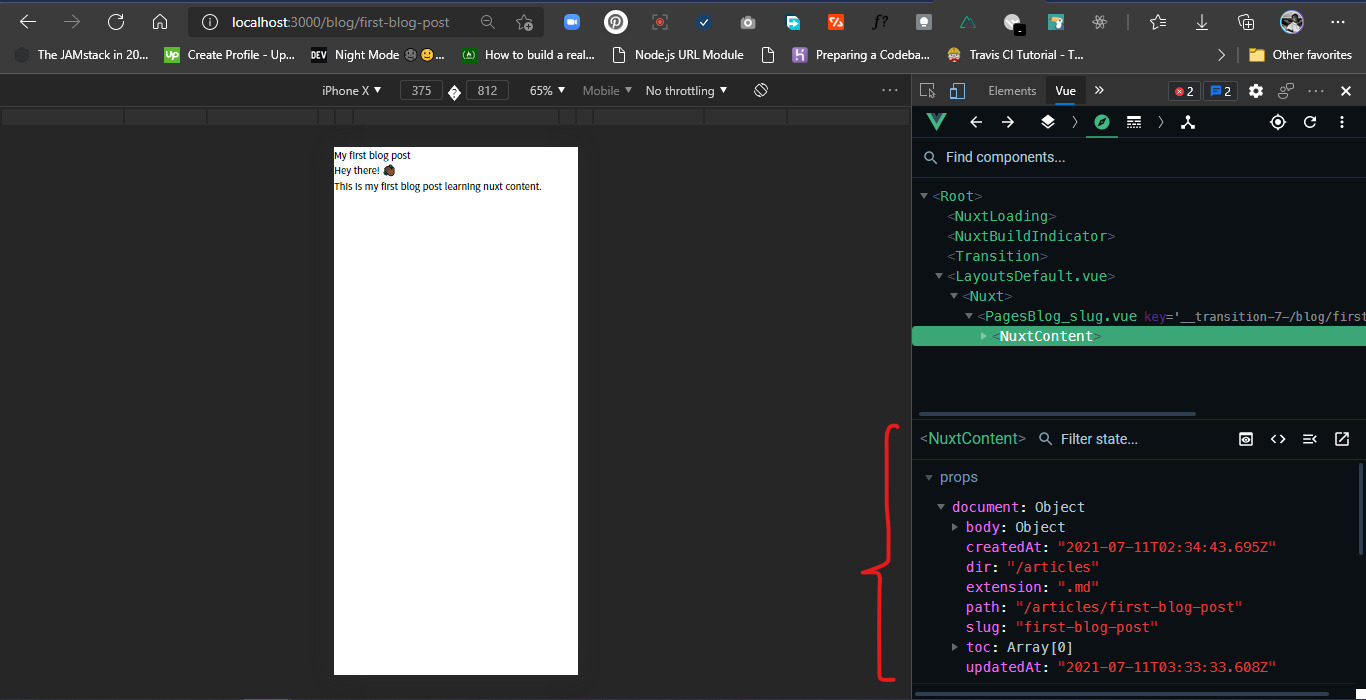 localhost:3000/blog/first-blog-post
The JAMstack in 20... Up Create Profile - Up... DEV Night Mode 🌚🙂... How to build a real... Node.js URL Module Preparing a Codeba... Travis CI Tutorial - T... Other favorites
iPhone X 375 812 65% Mobile No throttling
Elements Vue 2 2
Find components...
<Root>
<NuxtLoading>
<NuxtBuildIndicator>
<Transition>
<LayoutsDefault.vue>
<Nuxt>
<PagesBlog_slug.vue key='__transition-7-/blog/first
<NuxtContent>
My first blog post
Hey there!
This is my first blog post learning nuxt content.
<NuxtContent> Filter state...
props
document: Object
body: Object
createdAt: "2021-07-11T02:34:43.695Z"
dir: "/articles"
extension: ".md"
path: "/articles/first-blog-post"
slug: "first-blog-post"
toc: Array[0]
updatedAt: "2021-07-11T03:33:33.608Z"